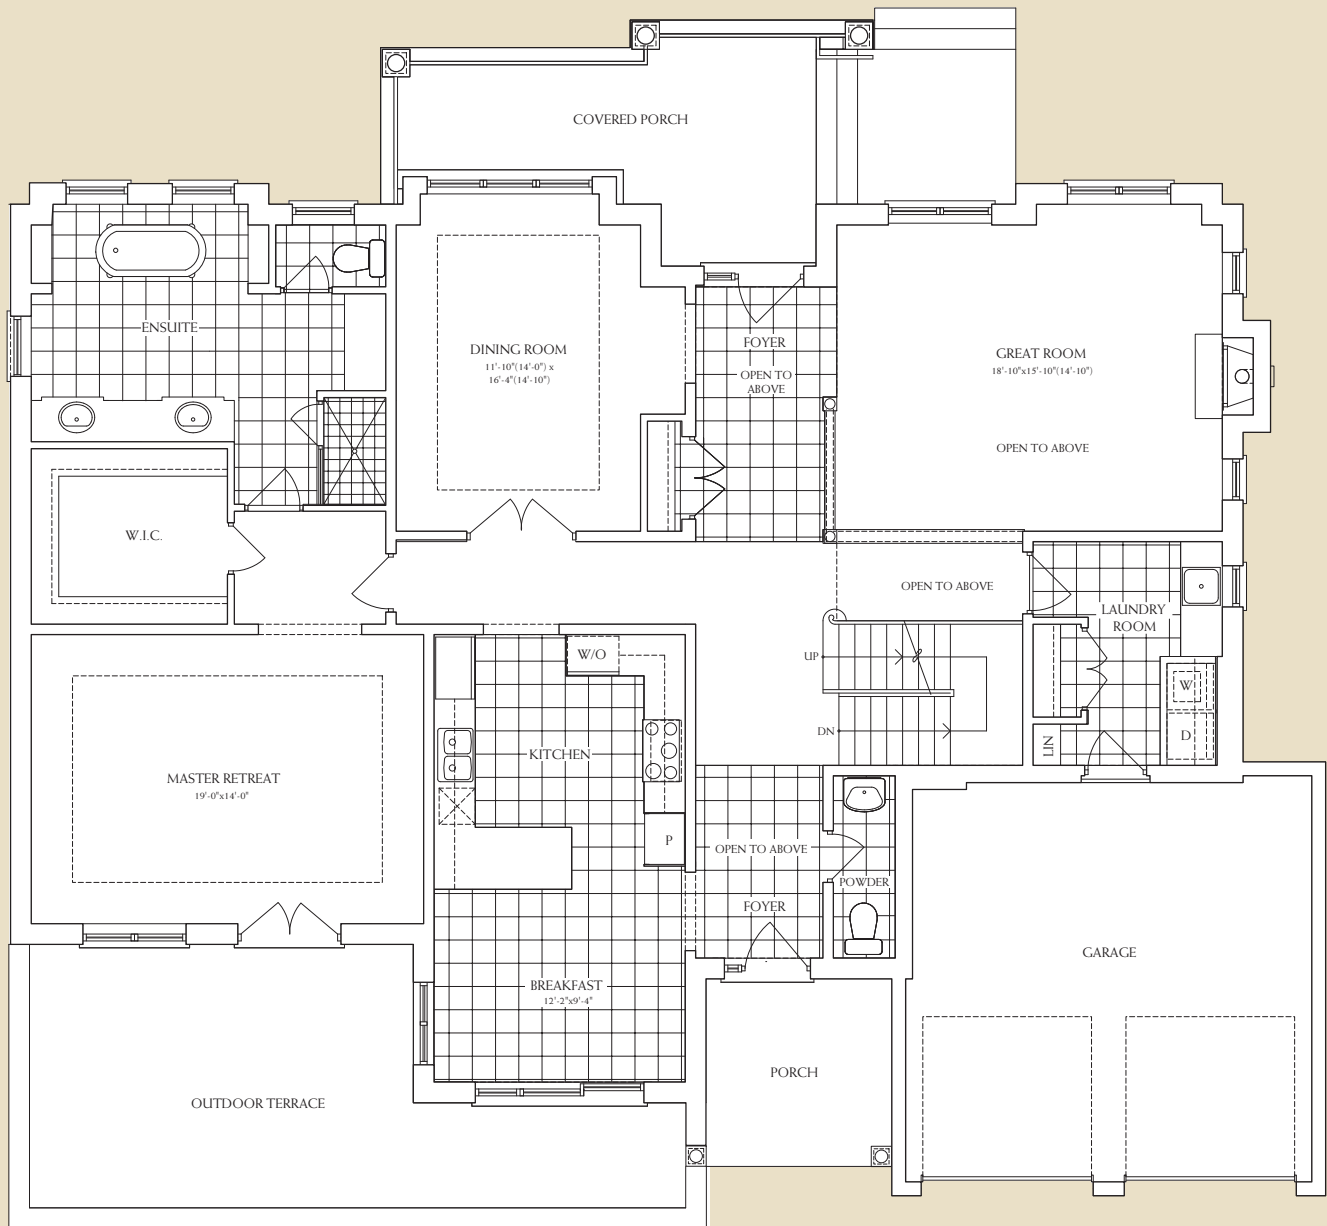 COVERED PORCH
ENSUITE
DINING ROOM
11'-10"(14'-0") x
16'-4"(14'-10")
FOYER
OPEN TO
ABOVE
GREAT ROOM
18'-10"x15'-10"(14'-10")
OPEN TO ABOVE
W.I.C.
OPEN TO ABOVE
LAUNDRY
ROOM
W/O
UP
W
DN
D
LIN
KITCHEN
MASTER RETREAT
19'-0"x14'-0"
P
OPEN TO ABOVE
POWDER
FOYER
GARAGE
BREAKFAST
12'-2"x9'-4"
PORCH
OUTDOOR TERRACE